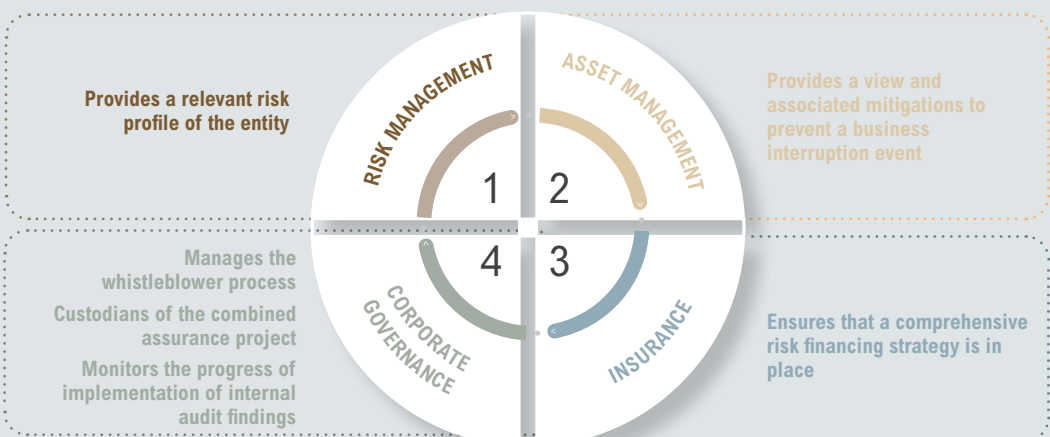 Provides a relevant risk
profile of the entity
RISK MANAGEMENT
1
ASSET MANAGEMENT
2
Provides a view and
associated mitigations to
prevent a business
interruption event
Manages the
whistleblower process
Custodians of the combined
assurance project
Monitors the progress of
implementation of internal
audit findings
4
CORPORATE
GOVERNANCE
3
INSURANCE
Ensures that a comprehensive
risk financing strategy is in
place